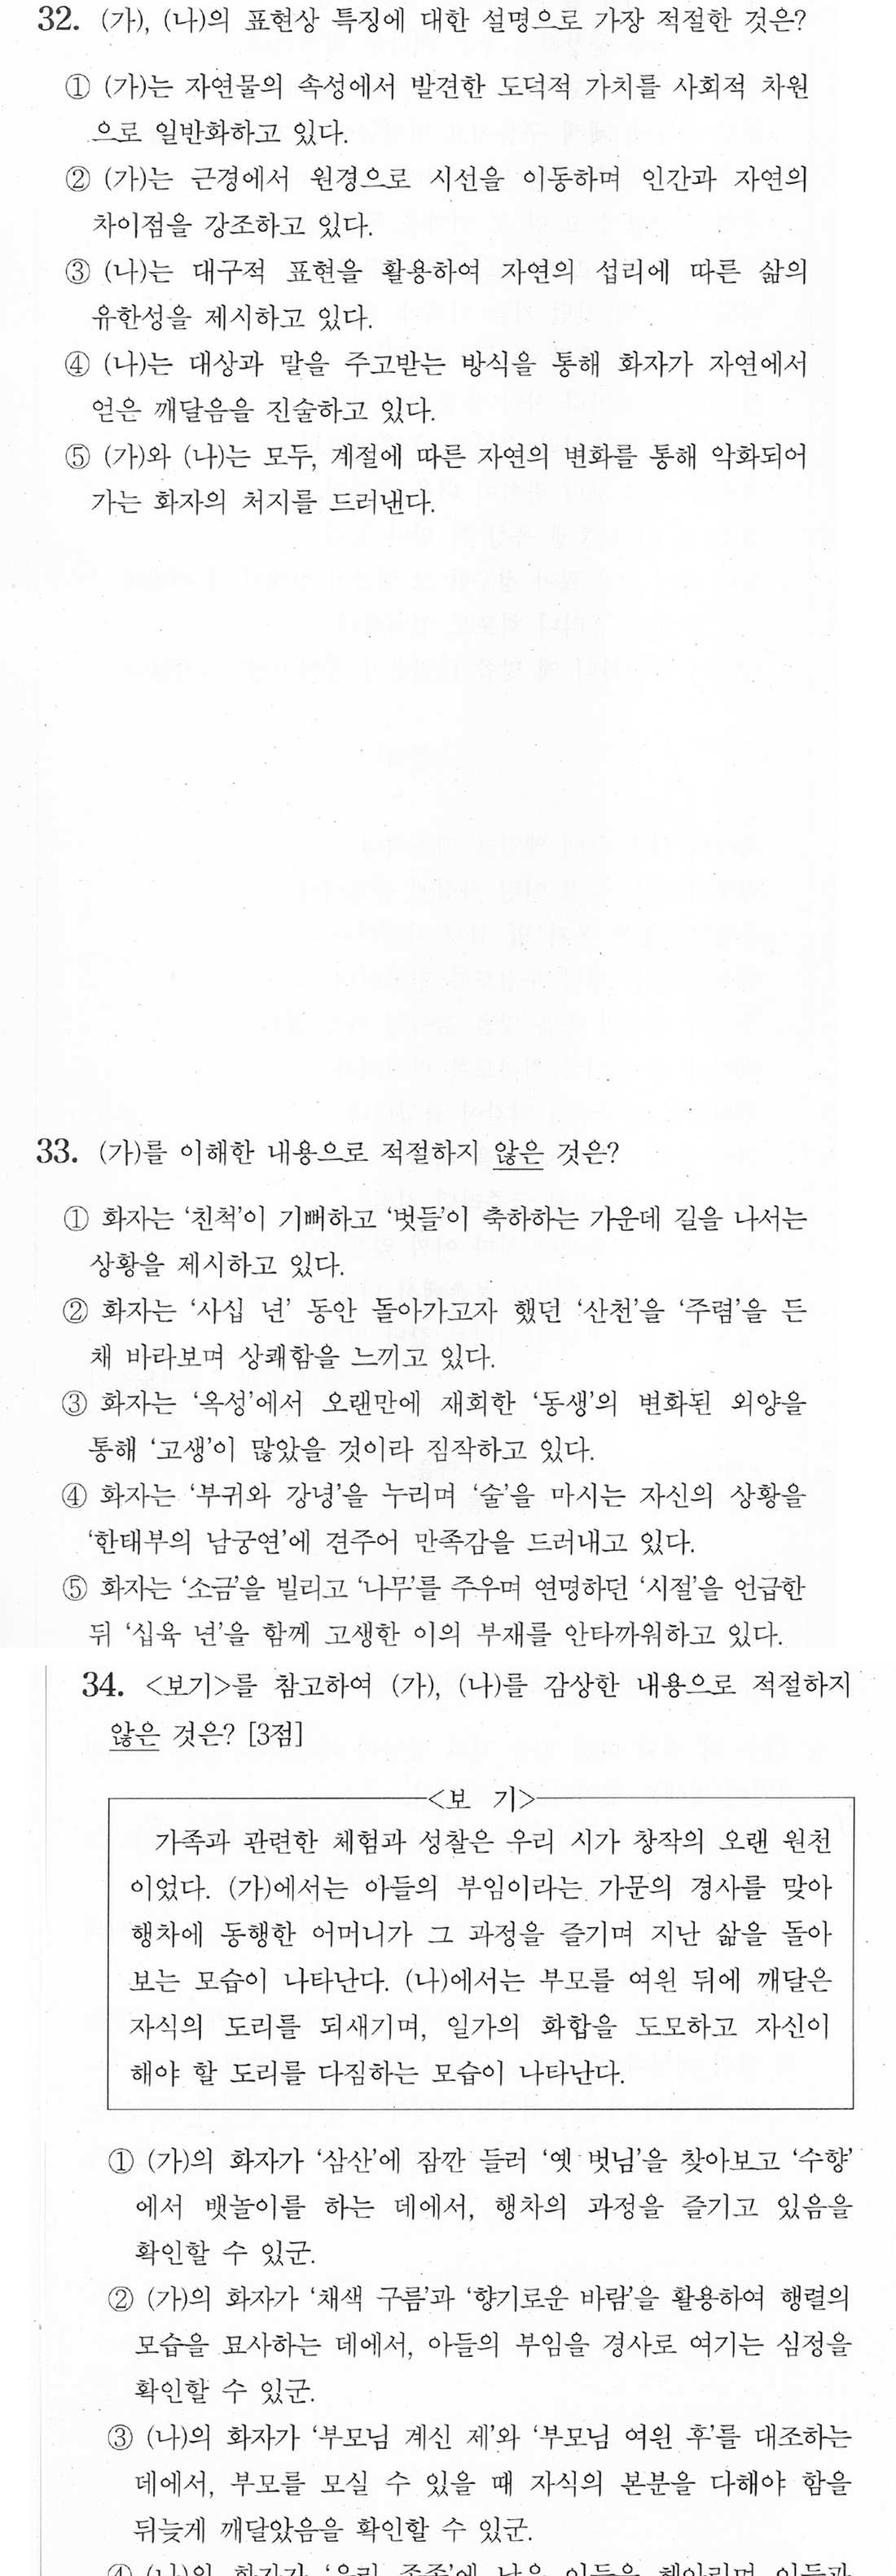 32. (가), (나)의 표현상 특징에 대한 설명으로 가장 적절한 것은?
① (가)는 자연물의 속성에서 발견한 도덕적 가치를 사회적 차원
으로 일반화하고 있다.
② (가)는 근경에서 원경으로 시선을 이동하며 인간과 자연의
차이점을 강조하고 있다.
③ (나)는 대구적 표현을 활용하여 자연의 섭리에 따른 삶의
유한성을 제시하고 있다.
④ (나)는 대상과 말을 주고받는 방식을 통해 화자가 자연에서
얻은 깨달음을 진술하고 있다.
⑤ (가)와 (나)는 모두, 계절에 따른 자연의 변화를 통해 악화되어
가는 화자의 처지를 드러낸다.
33. (가)를 이해한 내용으로 적절하지 않은 것은?
① 화자는 ‘친척’이 기뻐하고 ‘벗들’이 축하하는 가운데 길을 나서는
상황을 제시하고 있다.
② 화자는 ‘사십 년’ 동안 돌아가고자 했던 ‘산천’을 ‘주렴’을 든
채 바라보며 상쾌함을 느끼고 있다.
③ 화자는 ‘옥성’에서 오랜만에 재회한 ‘동생’의 변화된 외양을
통해 ‘고생’이 많았을 것이라 짐작하고 있다.
④ 화자는 ‘부귀와 강녕’을 누리며 ‘술’을 마시는 자신의 상황을
‘한태부의 남궁연’에 견주어 만족감을 드러내고 있다.
⑤ 화자는 ‘소금’을 빌리고 ‘나무’를 주우며 연명하던 ‘시절’을 언급한
뒤 ‘십육 년’을 함께 고생한 이의 부재를 안타까워하고 있다.
34. <보기>를 참고하여 (가), (나)를 감상한 내용으로 적절하지
않은 것은? [3점]
<보 기>
가족과 관련한 체험과 성찰은 우리 시가 창작의 오랜 원천
이었다. (가)에서는 아들의 부임이라는 가문의 경사를 맞아
행차에 동행한 어머니가 그 과정을 즐기며 지난 삶을 돌아
보는 모습이 나타난다. (나)에서는 부모를 여읜 뒤에 깨달은
자식의 도리를 되새기며, 일가의 화합을 도모하고 자신이
해야 할 도리를 다짐하는 모습이 나타난다.
① (가)의 화자가 ‘삼산’에 잠깐 들러 ‘옛 벗님’을 찾아보고 ‘수향’
에서 뱃놀이를 하는 데에서, 행차의 과정을 즐기고 있음을
확인할 수 있군.
② (가)의 화자가 ‘채색 구름’과 ‘향기로운 바람’을 활용하여 행렬의
모습을 묘사하는 데에서, 아들의 부임을 경사로 여기는 심정을
확인할 수 있군.
③ (나)의 화자가 ‘부모님 계신 제’와 ‘부모님 여읜 후’를 대조하는
데에서, 부모를 모실 수 있을 때 자식의 본분을 다해야 함을
뒤늦게 깨달았음을 확인할 수 있군.
④ (나)의 화자가